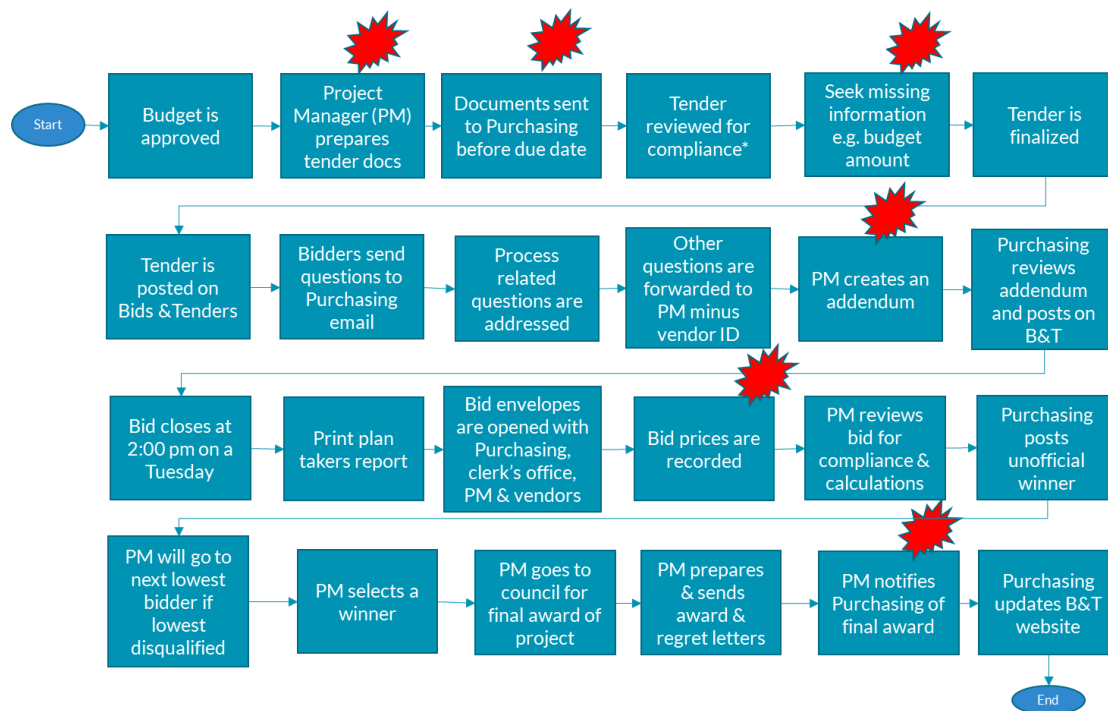 Start
Budget is
approved
Project
Manager (PM)
prepares
tender docs
Documents sent
to Purchasing
before due date
Tender
reviewed for
compliance*
Seek missing
information
e.g. budget
amount
Tender is
finalized
Tender is
posted on
Bids &Tenders
Bidders send
questions to
Purchasing
email
Process
related
questions are
addressed
Other
questions are
forwarded to
PM minus
vendor ID
PM creates an
addendum
Purchasing
reviews
addendum
and posts on
B&T
Bid closes at
2:00 pm on a
Tuesday
Print plan
takers report
Bid envelopes
are opened with
Purchasing,
clerk's office,
PM & vendors
Bid prices are
recorded
PM reviews
bid for
compliance &
calculations
Purchasing
posts
unofficial
winner
PM will go to
next lowest
bidder if
lowest
disqualified
PM selects a
winner
PM goes to
council for
final award of
project
PM prepares
& sends
award &
regret letters
PM notifies
Purchasing of
final award
Purchasing
updates B&T
website
End